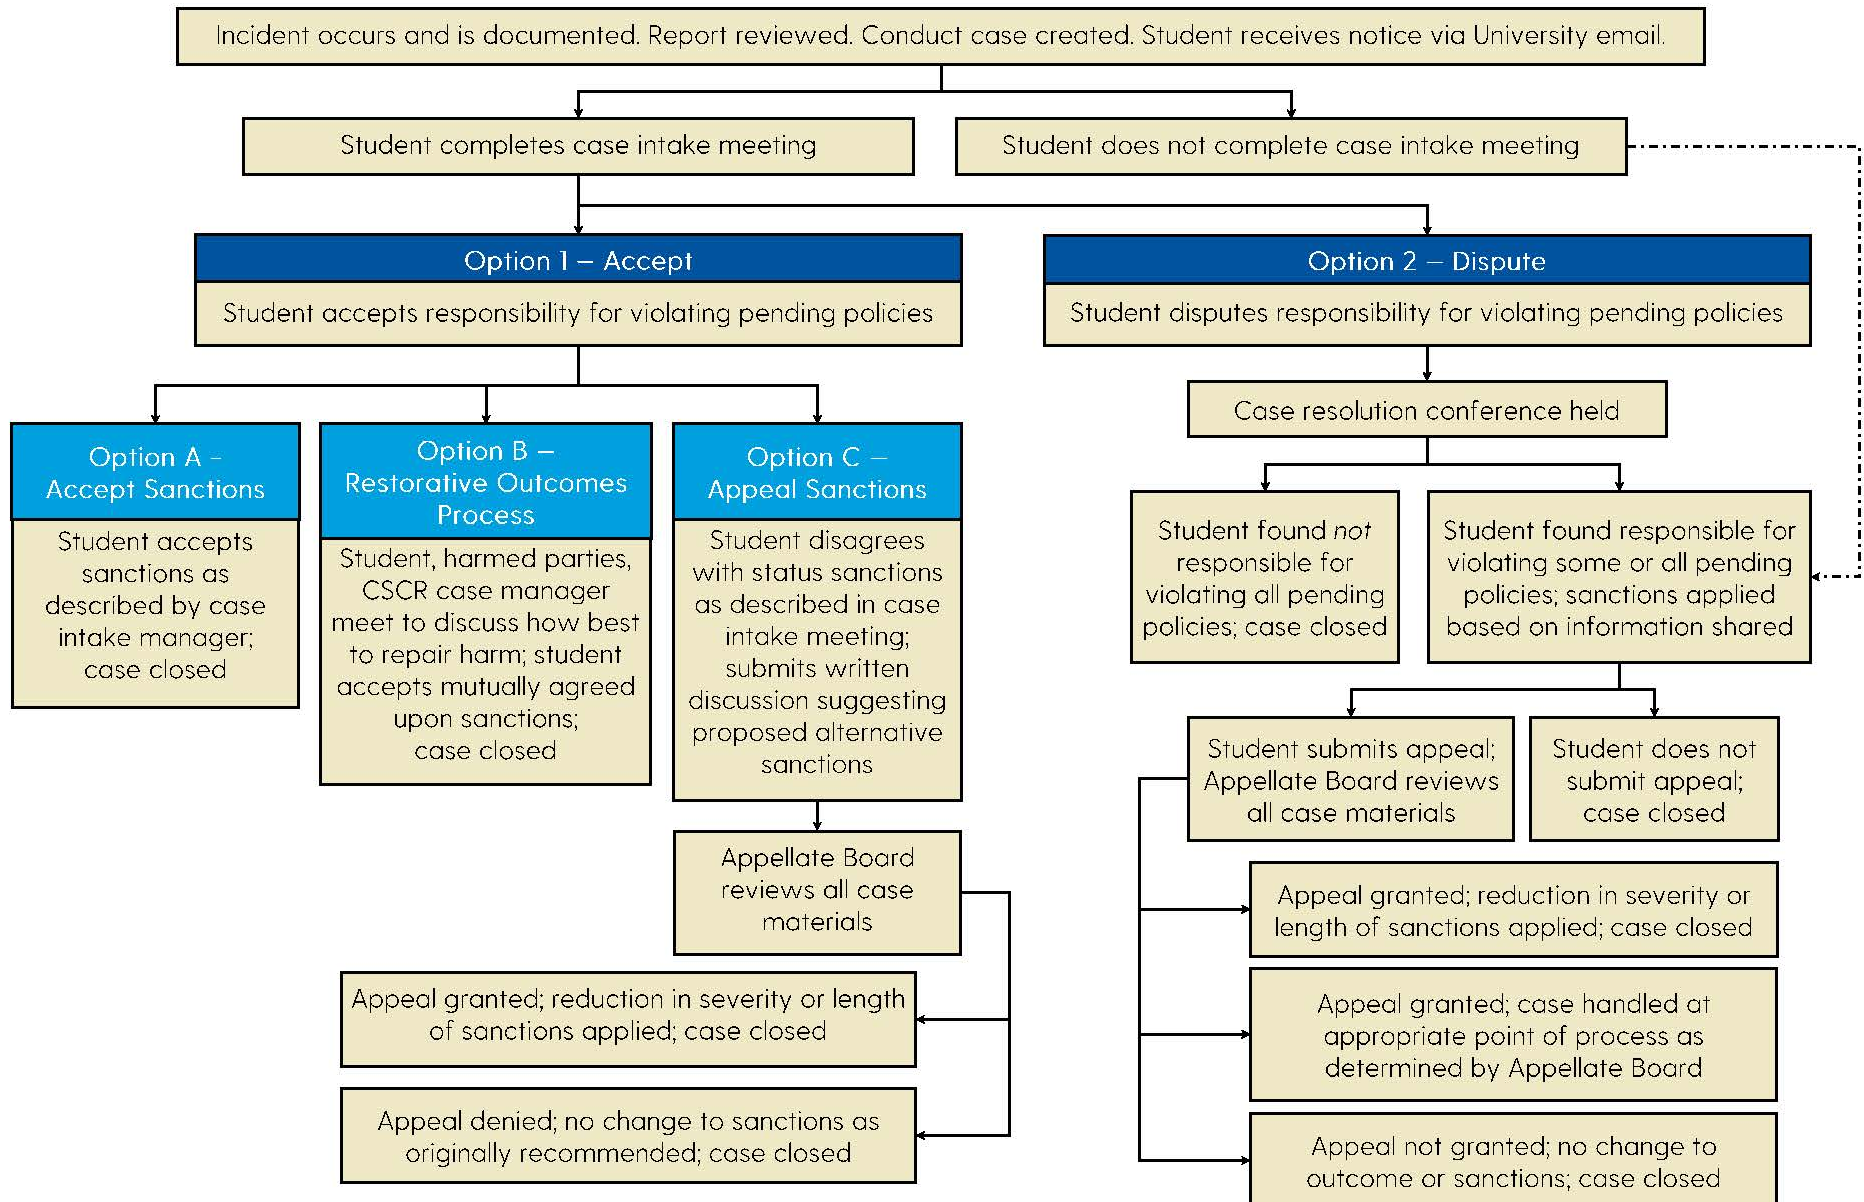 Incident occurs and is documented. Report reviewed. Conduct case created. Student receives notice via University email.
Student completes case intake meeting
Student does not complete case intake meeting
Option 1 – Accept
Student accepts responsibility for violating pending policies
Option 2 – Dispute
Student disputes responsibility for violating pending policies
Case resolution conference held
Option A -
Accept Sanctions
Student accepts
sanctions as
described by case
intake manager;
case closed
Option B –
Restorative Outcomes
Process
Student, harmed parties,
CSCR case manager
meet to discuss how best
to repair harm; student
accepts mutually agreed
upon sanctions;
case closed
Option C –
Appeal Sanctions
Student disagrees
with status sanctions
as described in case
intake meeting;
submits written
discussion suggesting
proposed alternative
sanctions
Student found not
responsible for
violating all pending
policies; case closed
Student found responsible for
violating some or all pending
policies; sanctions applied
based on information shared
Student submits appeal;
Appellate Board reviews
all case materials
Student does not
submit appeal;
case closed
Appellate Board
reviews all case
materials
Appeal granted; reduction in severity or length
of sanctions applied; case closed
Appeal denied; no change to sanctions as
originally recommended; case closed
Appeal granted; reduction in severity or
length of sanctions applied; case closed
Appeal granted; case handled at
appropriate point of process as
determined by Appellate Board
Appeal not granted; no change to
outcome or sanctions; case closed